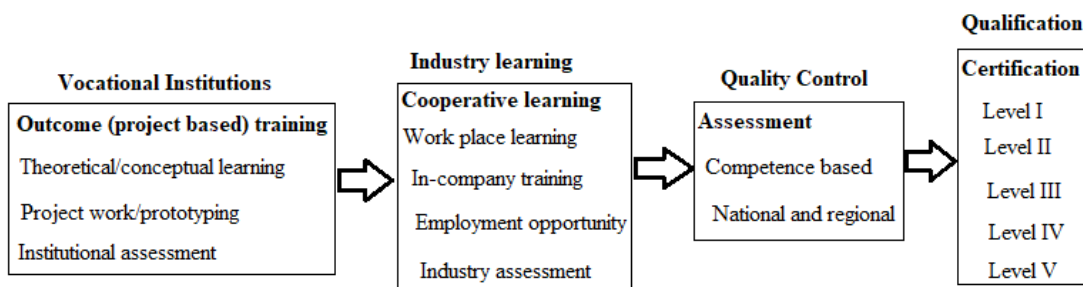 Vocational Institutions
Outcome (project based) training
Theoretical/conceptual learning
Project work/prototyping
Institutional assessment
Industry learning
Cooperative learning
Work place learning
In-company training
Employment opportunity
Industry assessment
Quality Control
Assessment
Competence based
National and regional
Qualification
Certification
Level I
Level II
Level III
Level IV
Level V